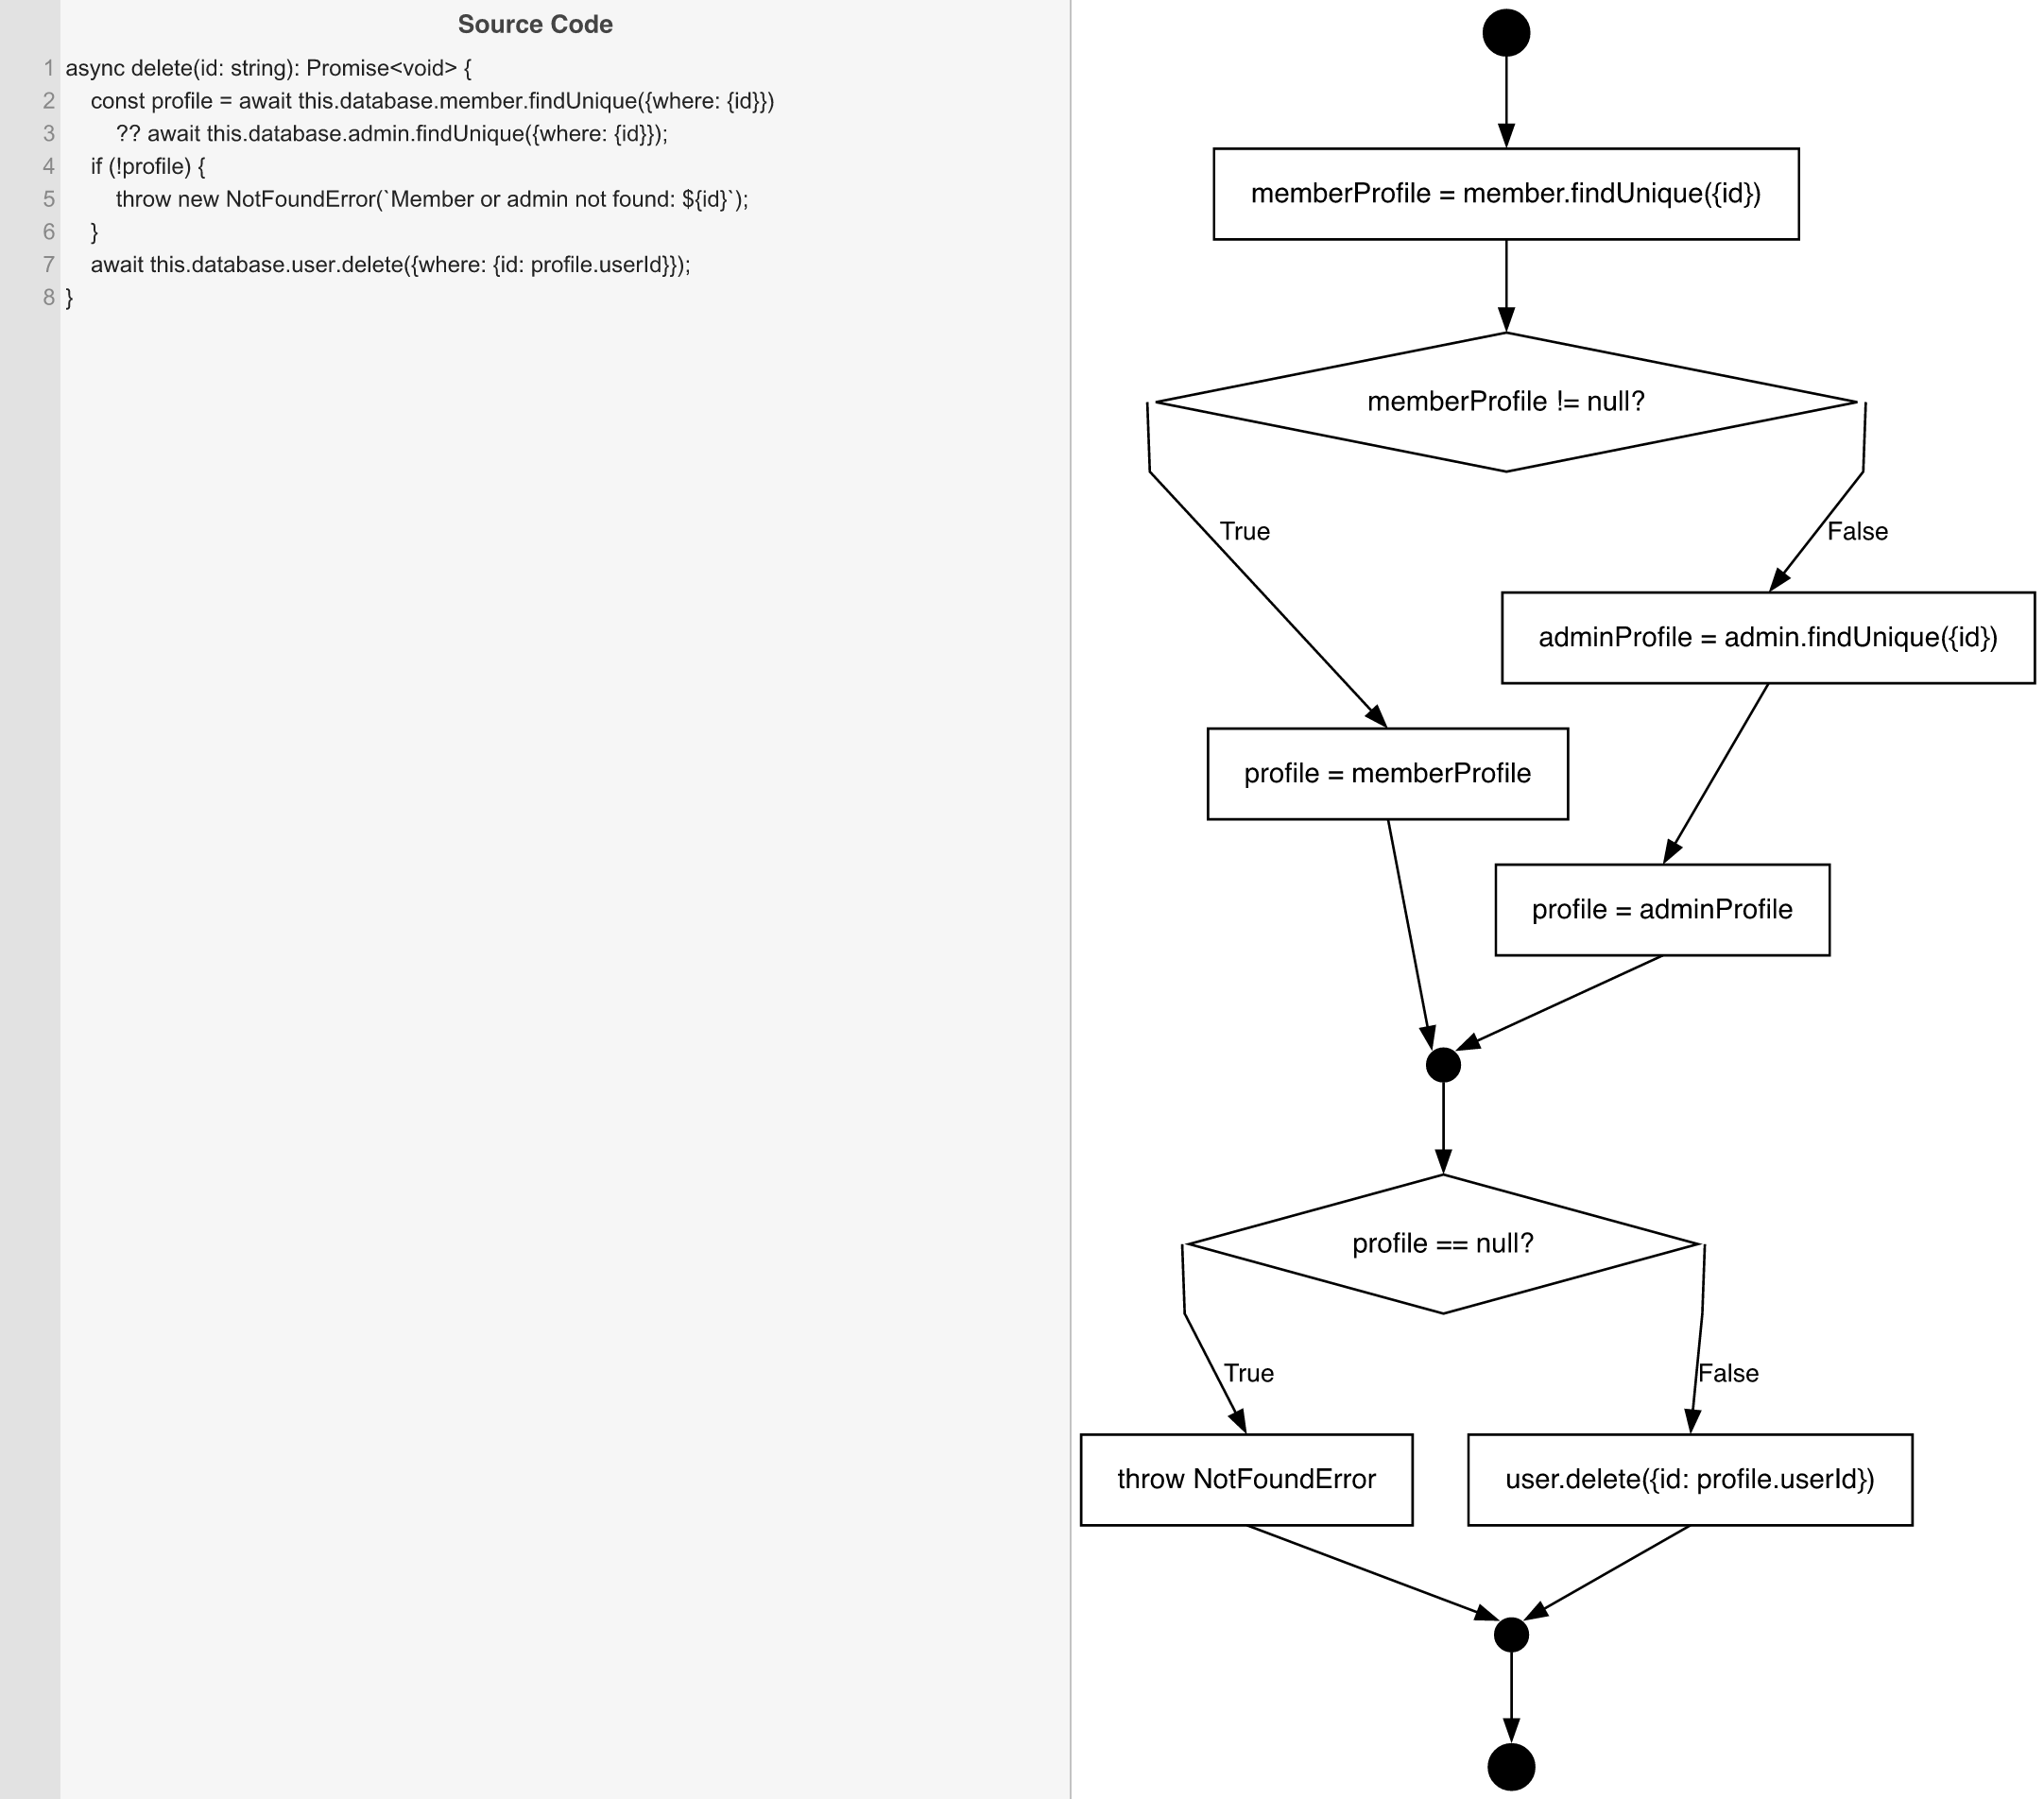 Source Code
1 async delete(id: string): Promise<void> {
2 const profile = await this.database.member.findUnique({where: {id}})
3 ?? await this.database.admin.findUnique({where: {id}});
4 if (!profile) {
5 throw new NotFoundError(`Member or admin not found: ${id}`);
6 }
7 await this.database.user.delete({where: {id: profile.userId}});
8 }
memberProfile = member.findUnique({id})
memberProfile != null?
True
False
adminProfile = admin.findUnique({id})
profile = memberProfile
profile = adminProfile
profile == null?
True
False
throw NotFoundError
user.delete({id: profile.userId})